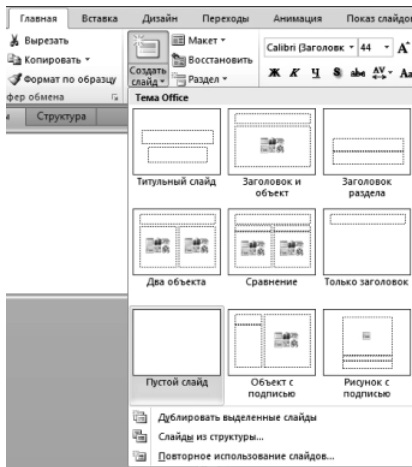 Главная Вставка Дизайн Переходы Анимация Показ слайдов
Вырезать
Копировать
Формат по образцу
фер обмена
Создать
слайд
Макет
Восстановить
Раздел
Calibri (Заголовк 44 A
Ж К Ч S abc AV Aa
Структура
Тема Office
Титульный слайд
Заголовок и
объект
Заголовок
раздела
Два объекта
Сравнение
Только заголовок
Пустой слайд
Объект с
подписью
Рисунок с
подписью
Дублировать выделенные слайды
Слайды из структуры...
Повторное использование слайдов...